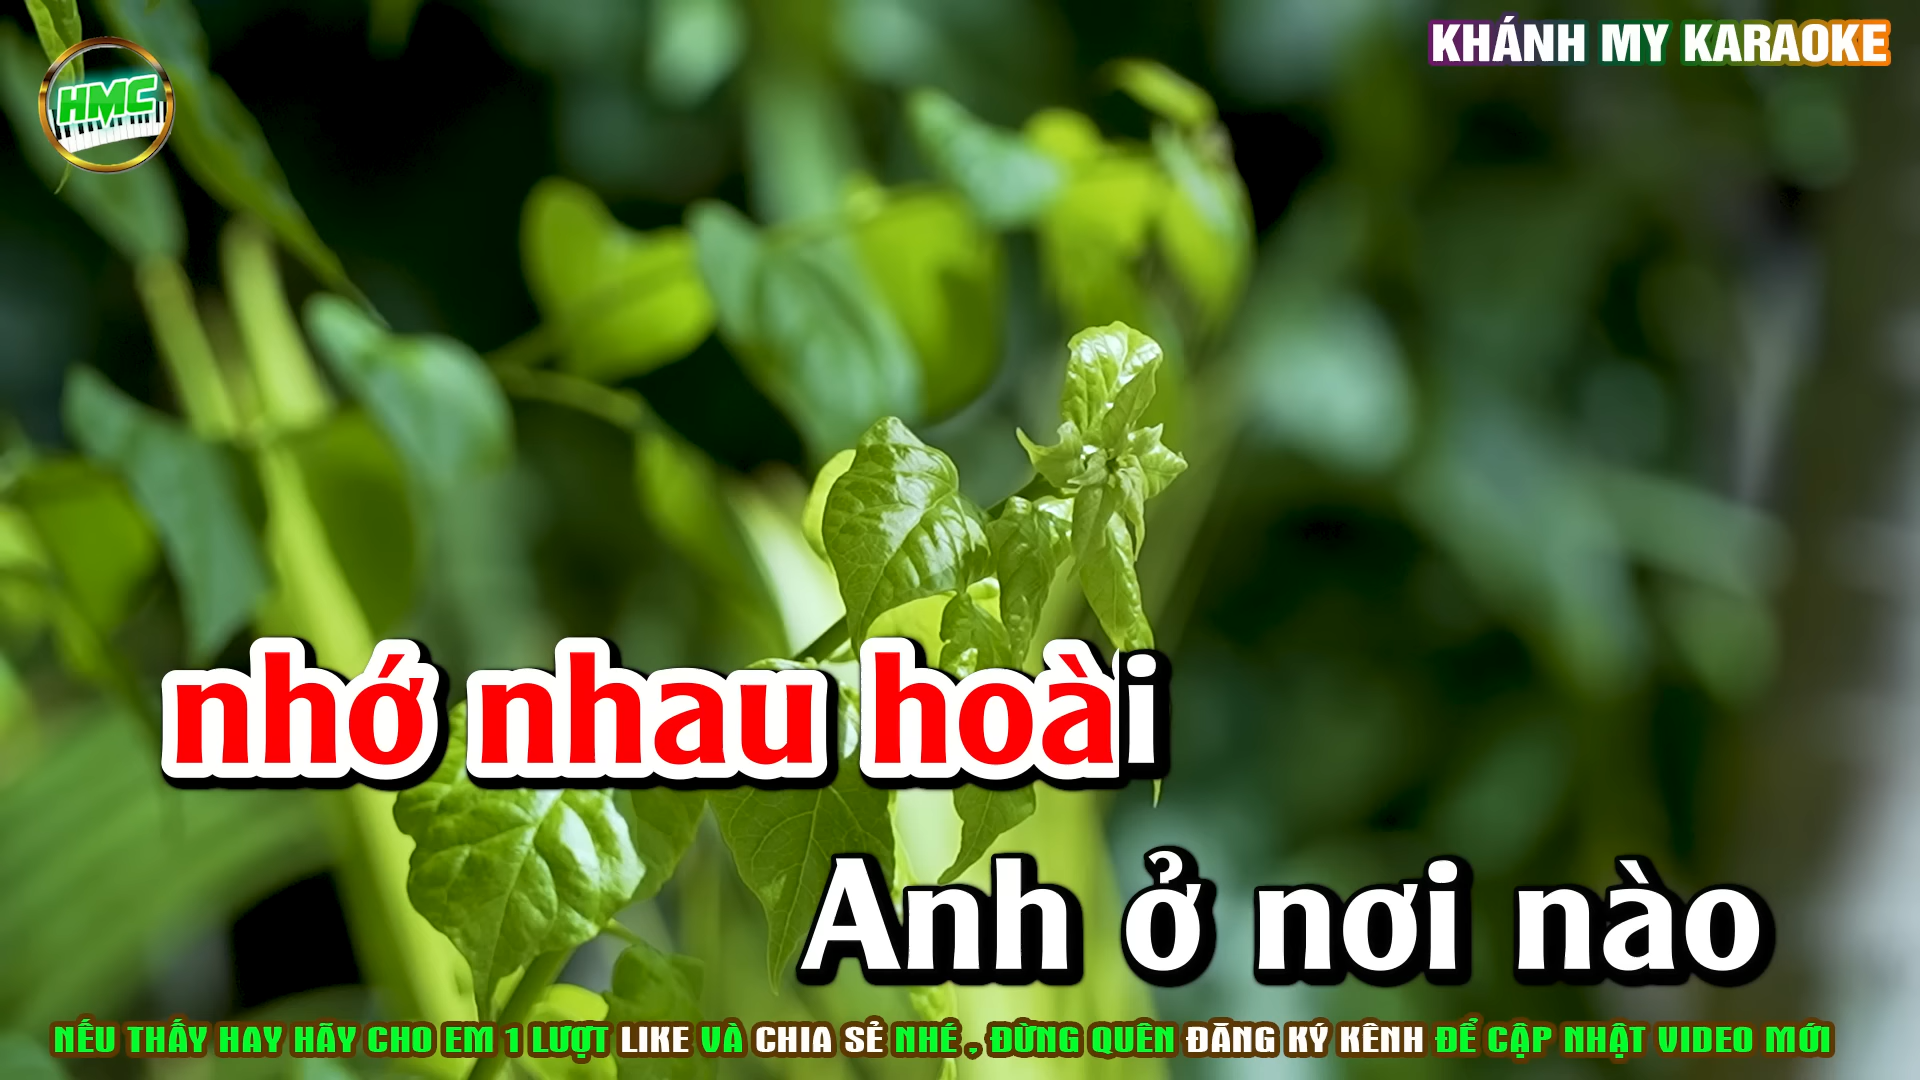 KHÁNH MY KARAOKE
HMC
nhớ nhau hoài
Anh ở nơi nào
NẾU THẤY HAY HÃY CHO EM 1 LƯỢT LIKE VÀ CHIA SẺ NHÉ , ĐỪNG QUÊN ĐĂNG KÝ KÊNH ĐỂ CẬP NHẬT VIDEO MỚI